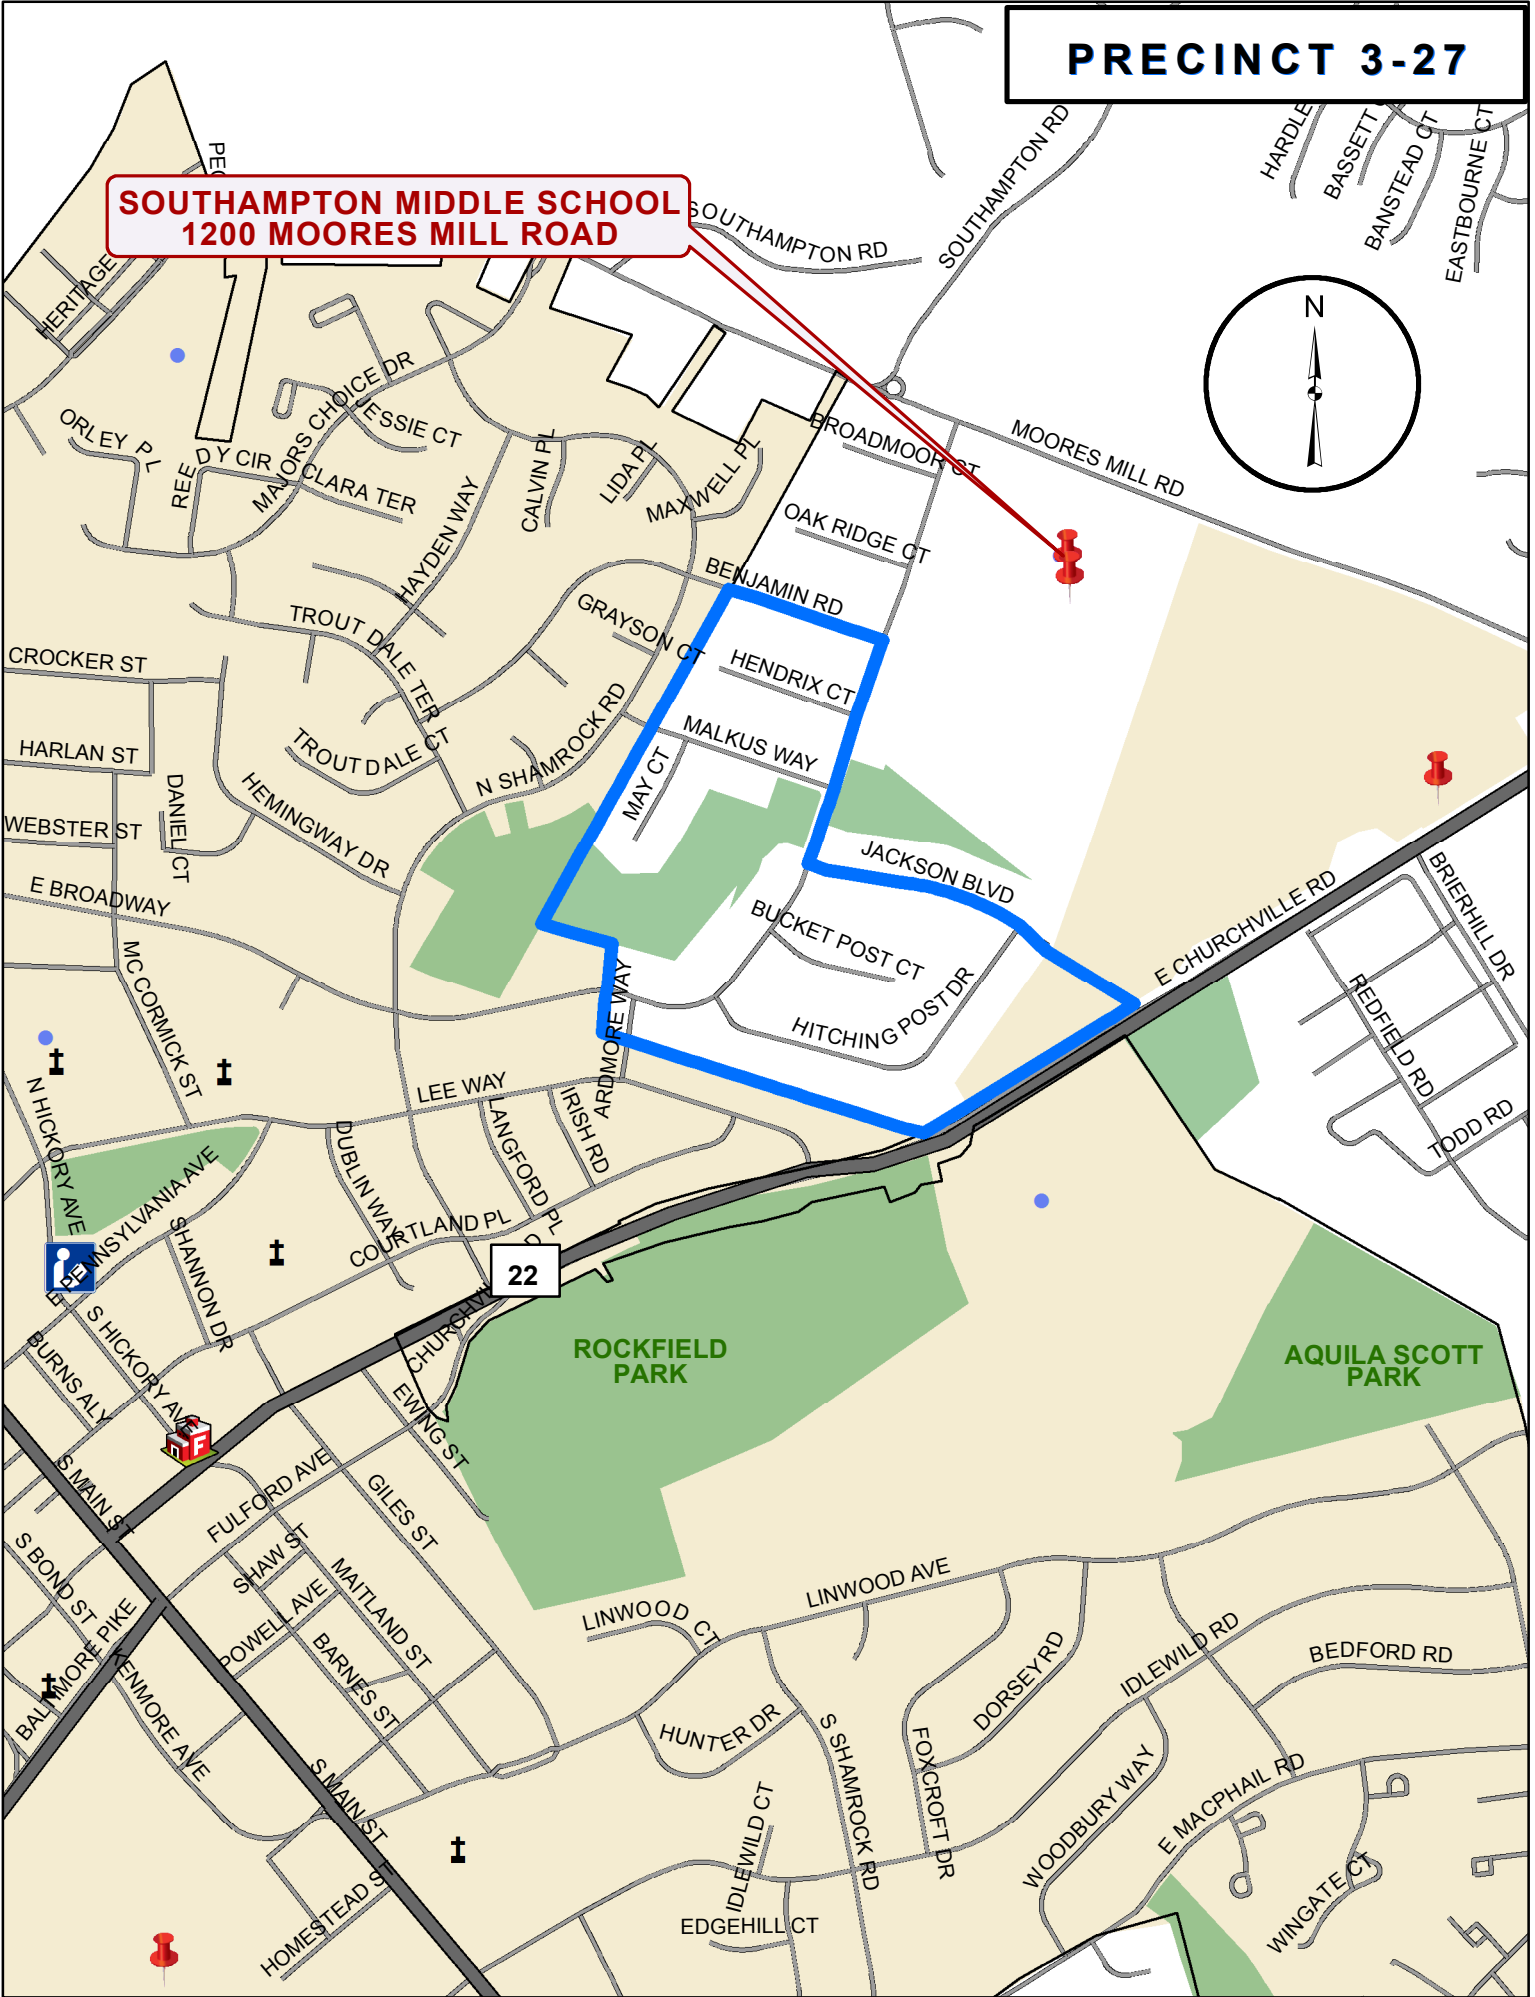 PRECINCT 3-27
SOUTHAMPTON MIDDLE SCHOOL
1200 MOORES MILL ROAD
SOUTHAMPTON RD
SOUTHAMPTON RD
BANSTEAD CT
EASTBOURNE CT
BASSETT
HERITAGE
N
MAJORS CHOICE DR
JESSIE CT
ORLEY PL
REEDY CIR
CLARA TER
HAYDEN WAY
CALVIN PL
LIDA PL
MAXWELL PL
BROADMOOR CT
MOORES MILL RD
OAK RIDGE CT
BENJAMIN RD
GRAYSON CT
HENDRIX CT
TROUT DALE TER
CROCKER ST
MALKUS WAY
MAY CT
TROUT DALE CT
N SHAMROCK RD
HARLAN ST
DANIEL CT
HEMINGWAY DR
WEBSTER ST
E BROADWAY
JACKSON BLVD
BUCKET POST CT
HITCHING POST DR
E CHURCHVILLE RD
BRIERHILL DR
REDFIELD RD
TODD RD
MC CORMICK ST
ARDMORE WAY
LEE WAY
IRISH RD
LANGFORD PL
DUBLIN WAY
N HICKORY AVE
E PENNSYLVANIA AVE
SHANNON DR
COURTLAND PL
22
S HICKORY AVE
BURNS ALY
ROCKFIELD
PARK
AQUILA SCOTT
PARK
EWING ST
F
FULFORD AVE
GILES ST
S MAIN ST
S BOND ST
SHAW ST
MAITLAND ST
POWELL AVE
BARNES ST
KENMORE AVE
LINWOOD AVE
LINWOOD CT
DORSEY RD
IDLEWILD RD
BEDFORD RD
HUNTER DR
S SHAMROCK RD
FOXCROFT DR
WOODBURY WAY
E MACPHAIL RD
WINGATE CT
S MAIN ST
IDLEWILD CT
EDGEHILL CT
HOMESTEAD ST